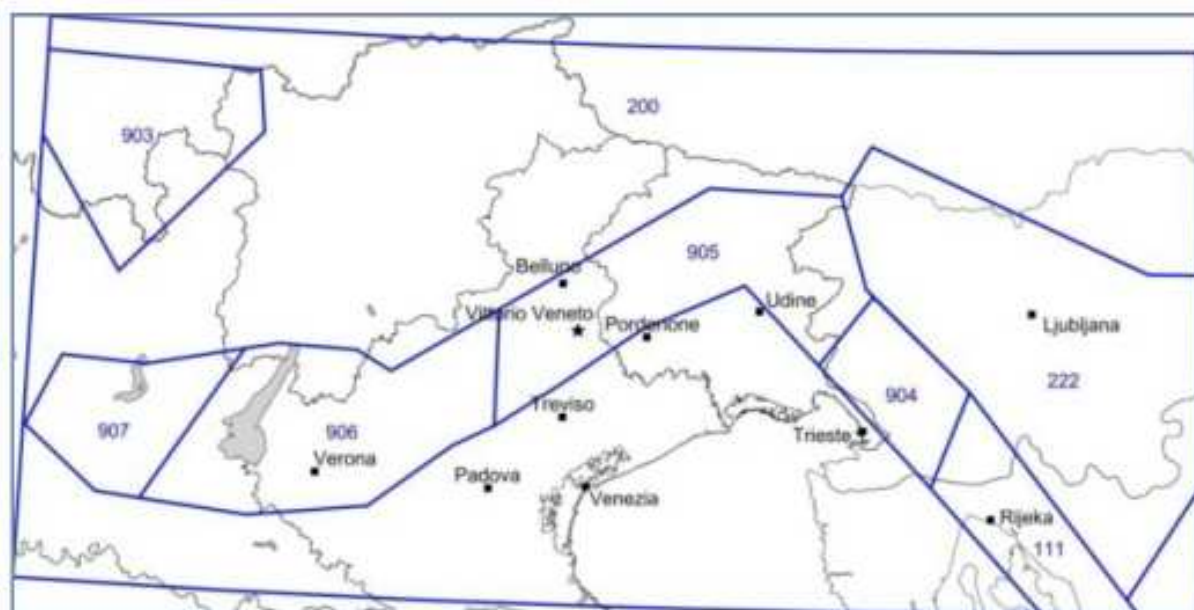 200
903
905
Belluno
Vittorio Veneto
Udine
Pordenone
Ljubljana
222
904
907
906
Treviso
Trieste
Verona
Padova
Venezia
Rijeka
111